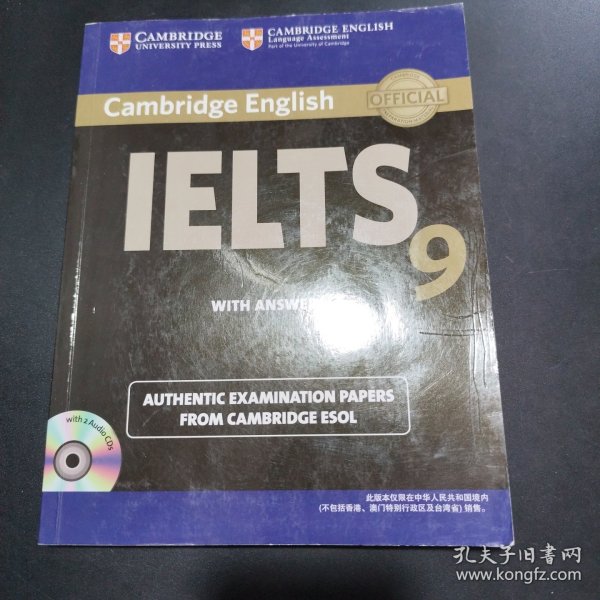 CAMBRIDGE
UNIVERSITY PRESS
CAMBRIDGE ENGLISH
Language Assessment
Part of the University of Cambridge
Cambridge English
OFFICIAL
IELTS
9
WITH
AUTHENTIC EXAMINATION PAPERS
FROM CAMBRIDGE ESOL
with 2 Audio CDs
此版本仅限在中华人民共和国境内
(不包括香港、澳门特别行政区及台湾省) 销售。
孔夫子旧书网
www.kongfz.com